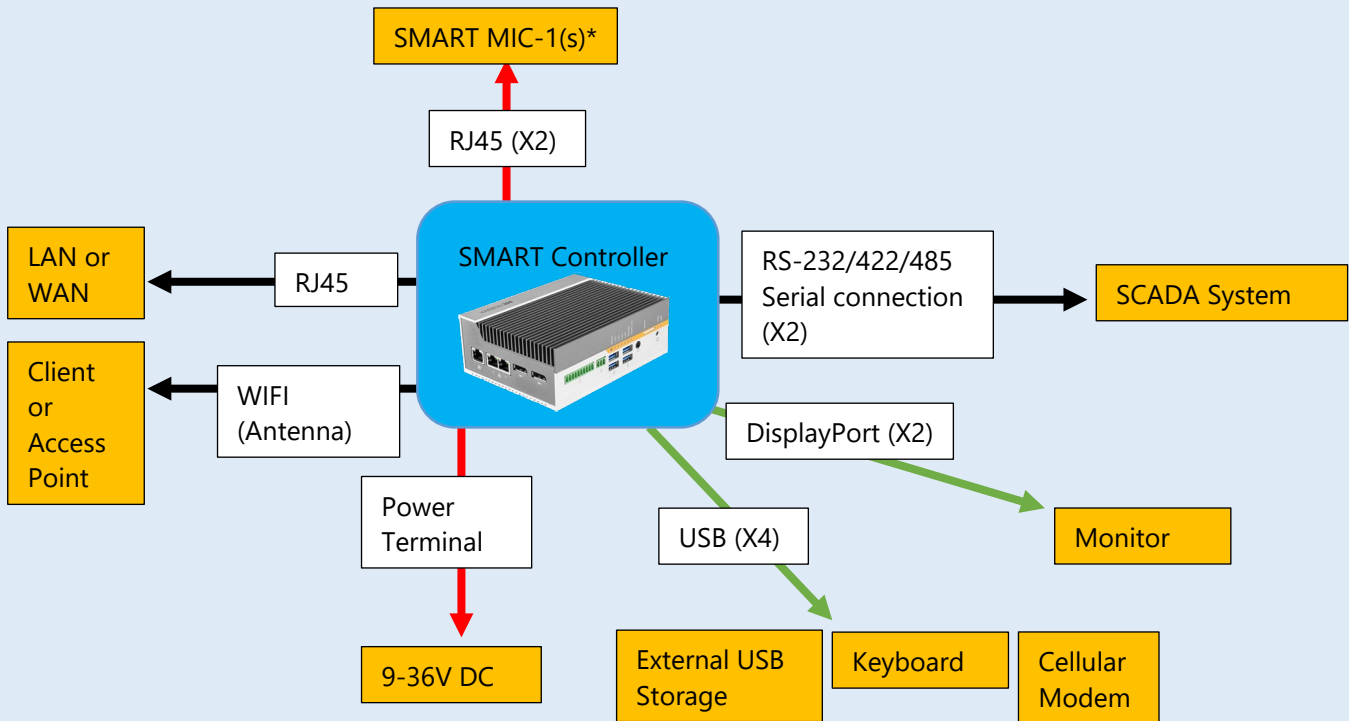 SMART MIC-1(s)*
RJ45 (X2)
LAN or
WAN
RJ45
SMART Controller
RS-232/422/485
Serial connection
(X2)
SCADA System
Client
or
Access
Point
WIFI
(Antenna)
DisplayPort (X2)
Power
Terminal
USB (X4)
Monitor
9-36V DC
External USB
Storage
Keyboard
Cellular
Modem